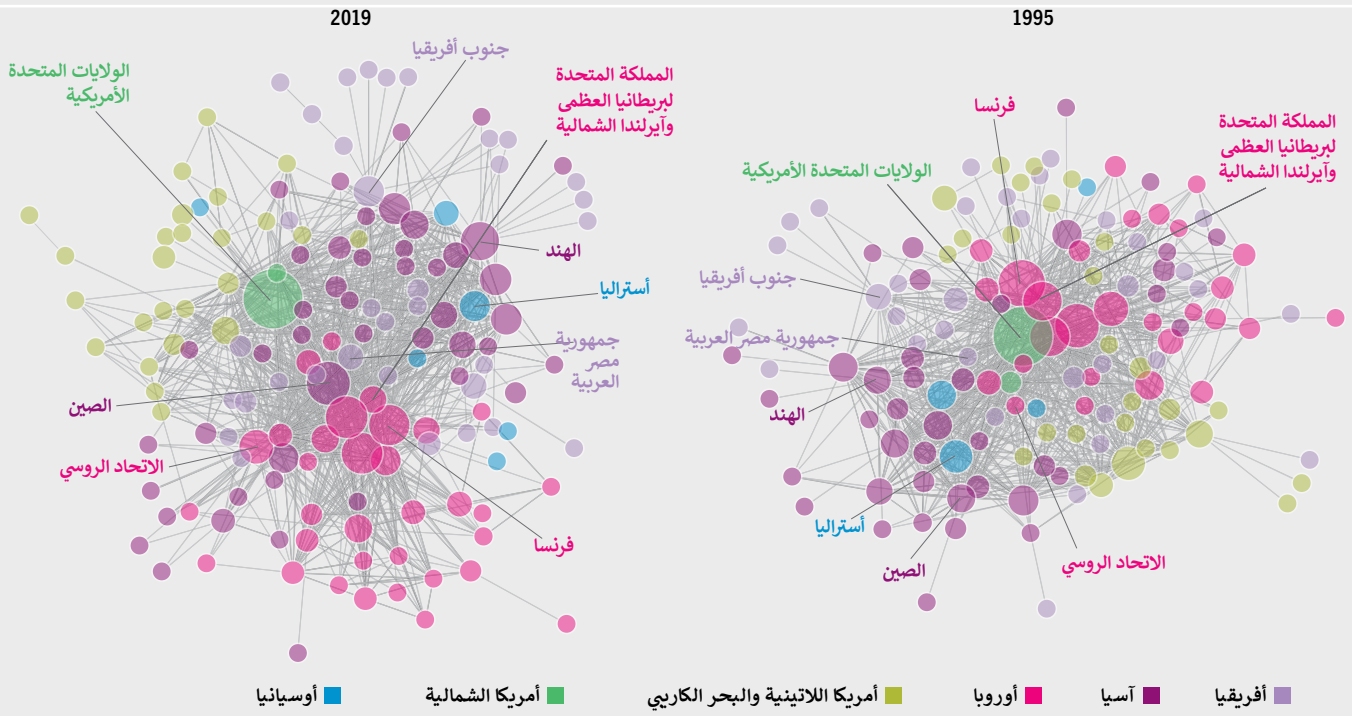 1995
2019
فرنسا
المملكة المتحدة
لبريطانيا العظمى
وآيرلندا الشمالية
الولايات المتحدة الأمريكية
جنوب أفريقيا
جمهورية مصر العربية
الهند
أستراليا
الصين
الاتحاد الروسي
جنوب أفريقيا
المملكة المتحدة
لبريطانيا العظمى
وآيرلندا الشمالية
الولايات المتحدة
الأمريكية
الهند
أستراليا
جمهورية
مصر
العربية
الصين
الاتحاد الروسي
فرنسا
أفريقيا
آسيا
أوروبا
أمريكا اللاتينية والبحر الكاريبي
أمريكا الشمالية
أوسيانيا